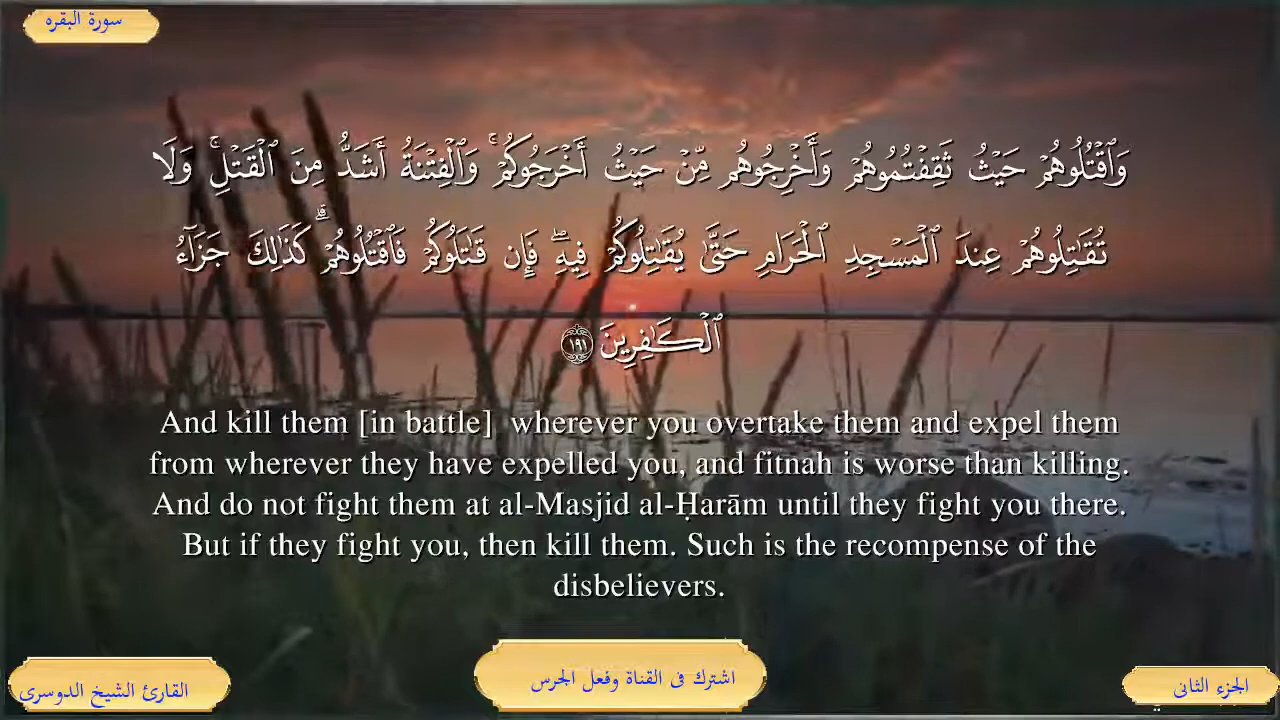 سورة البقره
وَٱقْتُلُوهُمْ حَيْثُ ثَقِفْتُمُوهُمْ وَأَخْرِجُوهُم مِّنْ حَيْثُ أَخْرَجُوكُمْ ۚ وَٱلْفِتْنَةُ أَشَدُّ مِنَ ٱلْقَتْلِ ۚ وَلَا
تُقَـٰتِلُوهُمْ عِندَ ٱلْمَسْجِدِ ٱلْحَرَامِ حَتَّىٰ يُقَـٰتِلُوكُمْ فِيهِ ۖ فَإِن قَـٰتَلُوكُمْ فَٱقْتُلُوهُمْ ۗ كَذَٰلِكَ جَزَآءُ
ٱلْكَـٰفِرِينَ ١٩١
And kill them [in battle] wherever you overtake them and expel them
from wherever they have expelled you, and fitnah is worse than killing.
And do not fight them at al-Masjid al-Ḥarām until they fight you there.
But if they fight you, then kill them. Such is the recompense of the
disbelievers.
الجزء الثانى
اشترك فى القناة وفعل الجرس
القارئ الشيخ الدوسرى